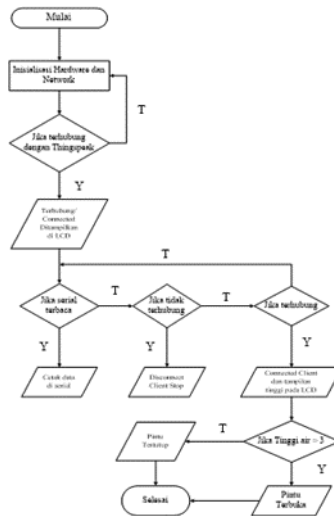 Mulai
Inisialisasi Hardware dan
Network
T
Jika terhubung
dengan Thingspeak
Y
Terhubung/
Connected
Ditampilkan
di LCD
T
Jika serial
terbaca
T
Jika tidak
terhubung
T
Jika terhubung
Y
Y
Y
Cetak data
di serial
Disconnect
Client Stop
Connected Client
dan tampilan
tinggi pada LCD
Pintu
Tertutup
T
Jika Tinggi air > 3
Y
Selesai
Pintu
Terbuka